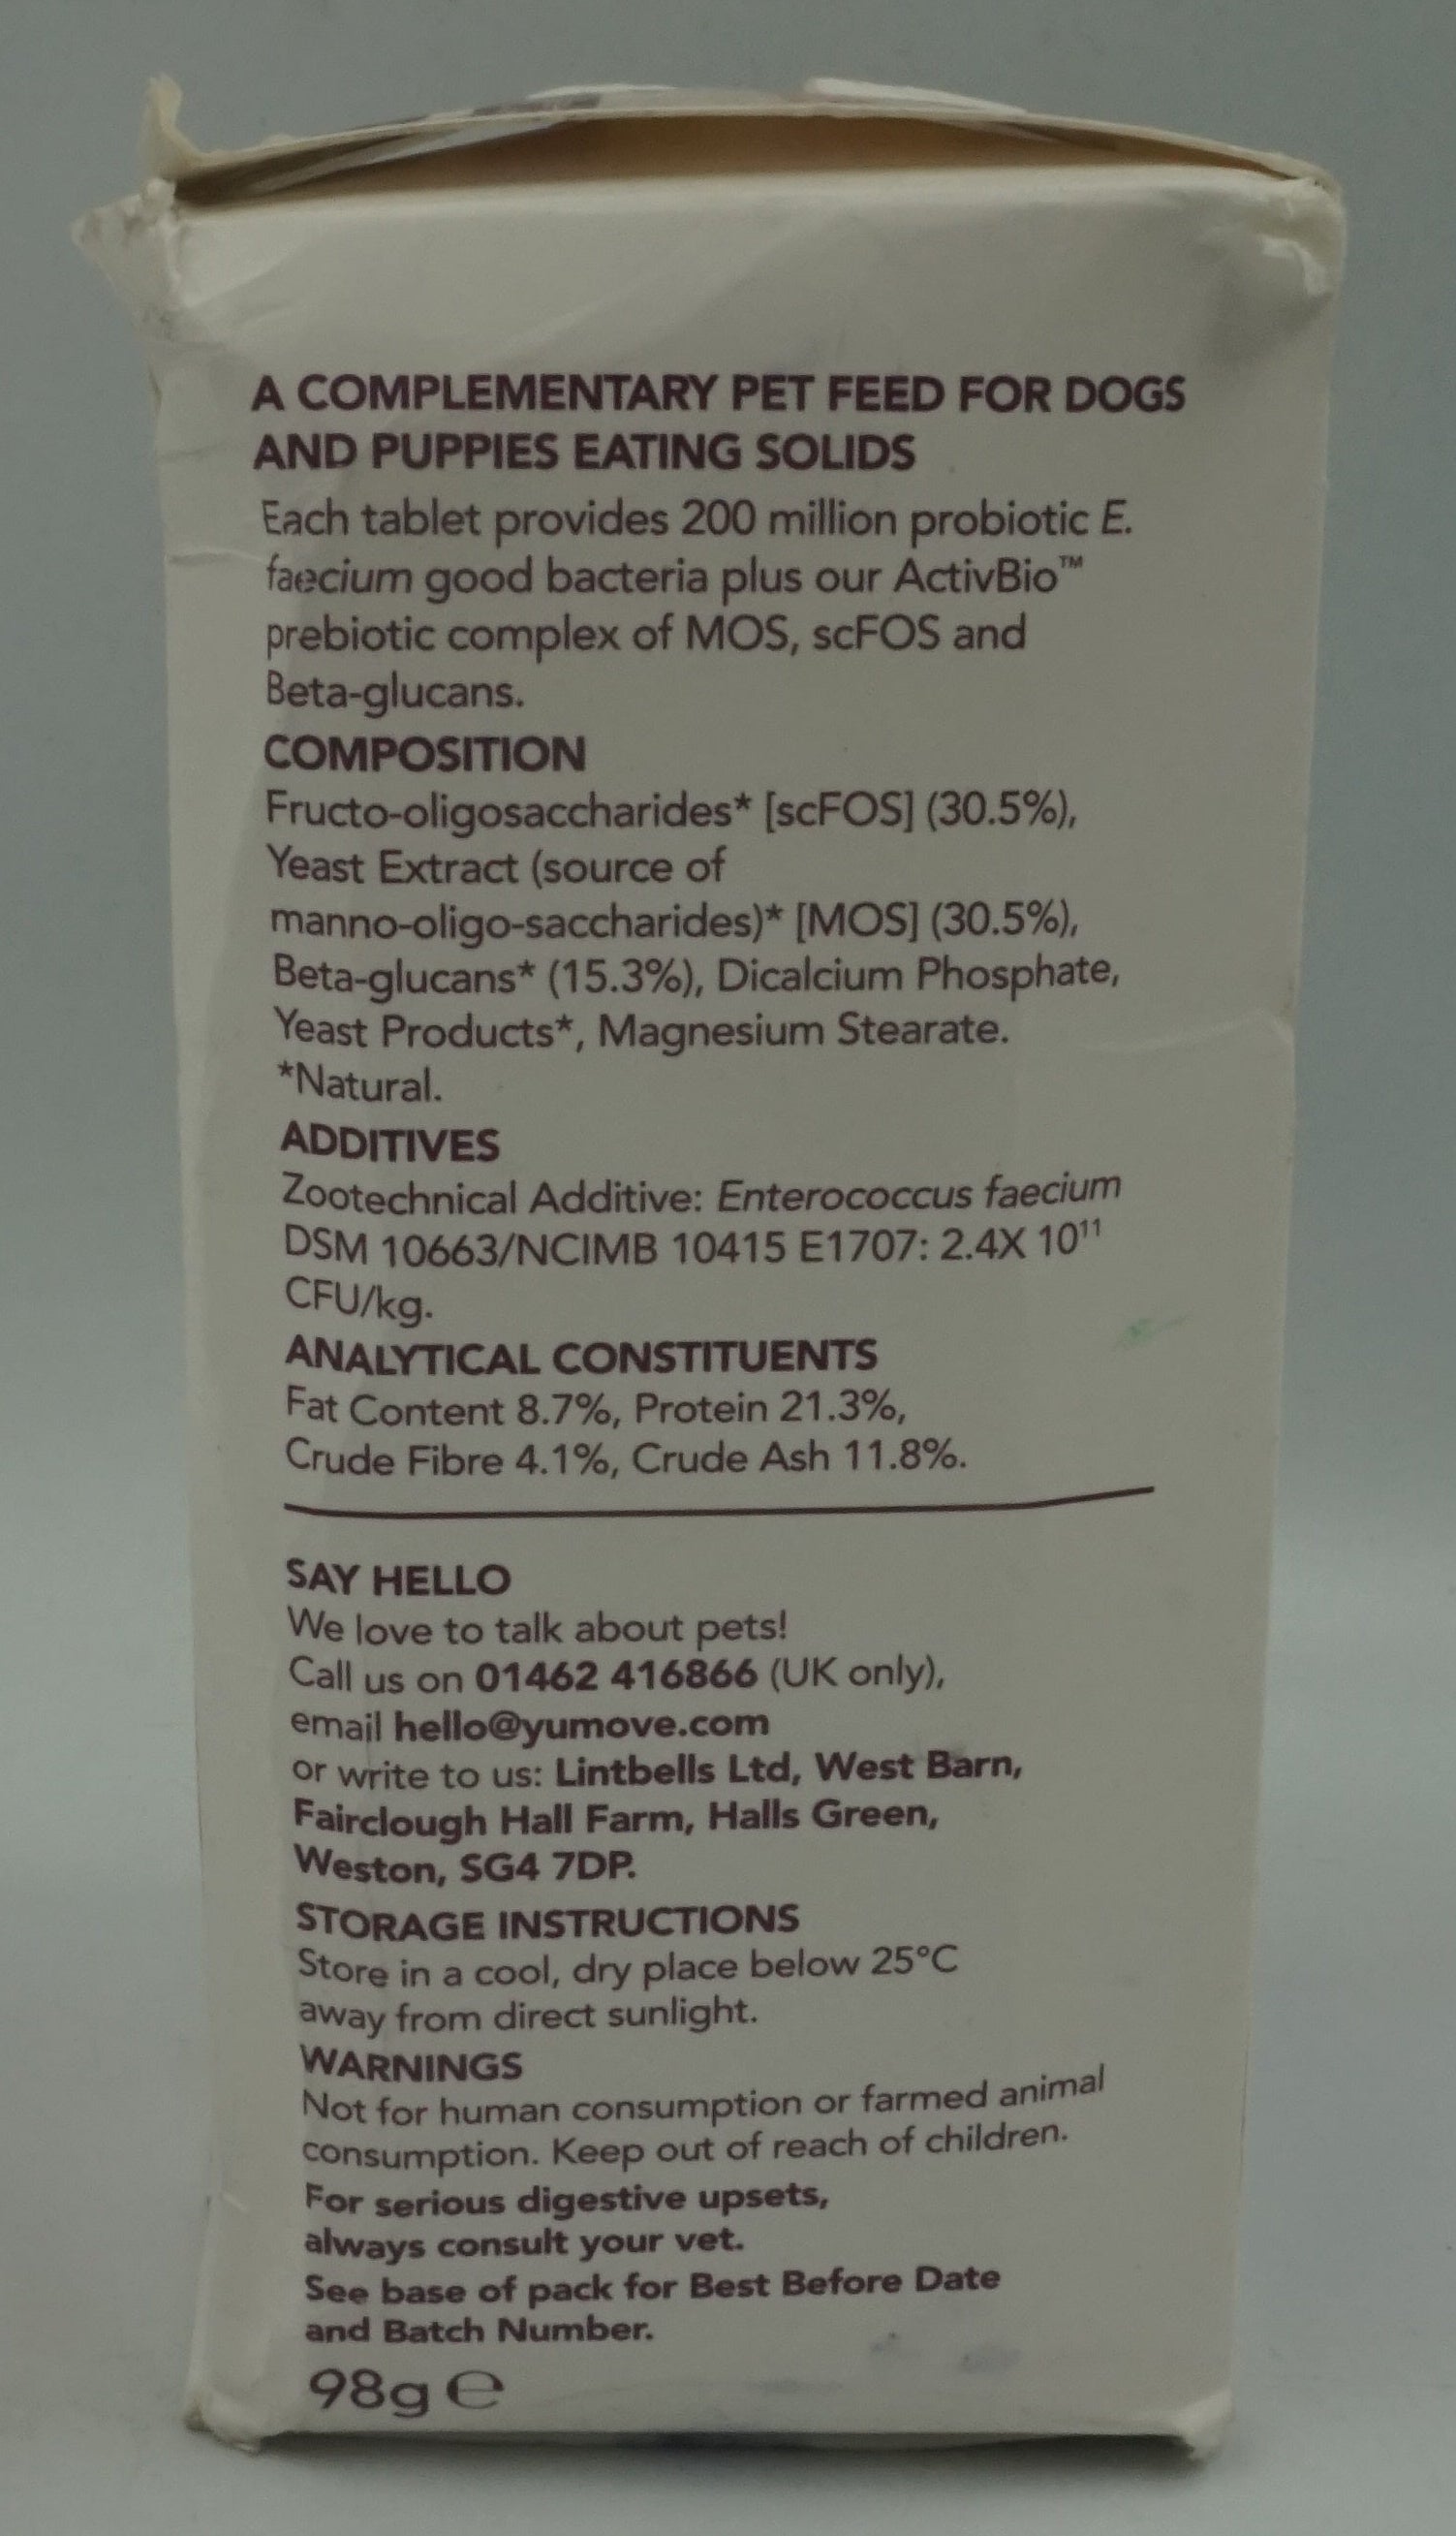 A COMPLEMENTARY PET FEED FOR DOGS
AND PUPPIES EATING SOLIDS
Each tablet provides 200 million probiotic E.
faecium good bacteria plus our ActivBio™
prebiotic complex of MOS, scFOS and
Beta-glucans.
COMPOSITION
Fructo-oligosaccharides* [scFOS] (30.5%),
Yeast Extract (source of
manno-oligo-saccharides)* [MOS] (30.5%),
Beta-glucans* (15.3%), Dicalcium Phosphate,
Yeast Products*, Magnesium Stearate.
*Natural.
ADDITIVES
Zootechnical Additive: Enterococcus faecium
DSM 10663/NCIMB 10415 E1707: 2.4X 10¹¹
CFU/kg.
ANALYTICAL CONSTITUENTS
Fat Content 8.7%, Protein 21.3%,
Crude Fibre 4.1%, Crude Ash 11.8%.
SAY HELLO
We love to talk about pets!
Call us on 01462 416866 (UK only),
email hello@yumove.com
or write to us: Lintbells Ltd, West Barn,
Fairclough Hall Farm, Halls Green,
Weston, SG4 7DP.
STORAGE INSTRUCTIONS
Store in a cool, dry place below 25°C
away from direct sunlight.
WARNINGS
Not for human consumption or farmed animal
consumption. Keep out of reach of children.
For serious digestive upsets,
always consult your vet.
See base of pack for Best Before Date
and Batch Number.
98g ℮